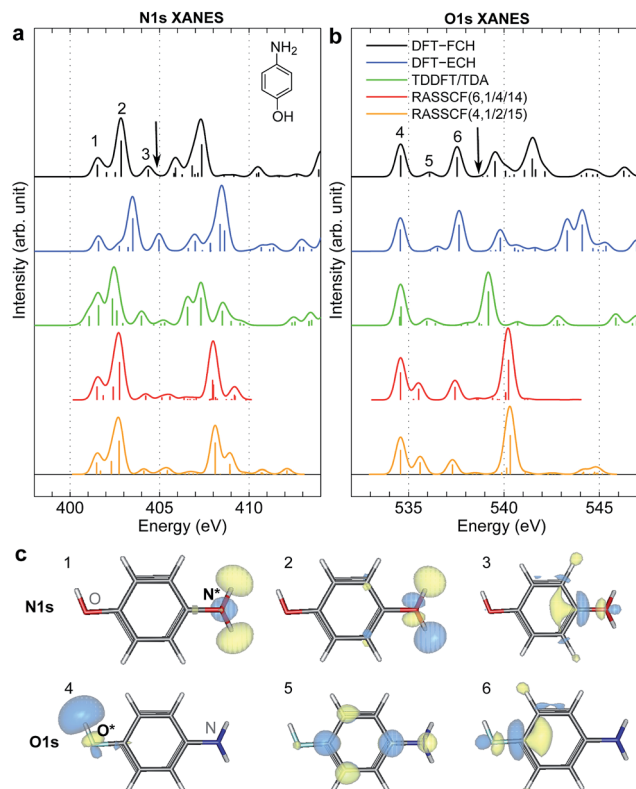 N1s XANES
O1s XANES
a
b
NH2
OH
DFT−FCH
DFT−ECH
TDDFT/TDA
RASSCF(6,1/4/14)
RASSCF(4,1/2/15)
1
2
3
4
5
6
Intensity (arb. unit)
Intensity (arb. unit)
400
410
535
540
545
Energy (eV)
Energy (eV)
c
1
2
3
O
N*
N1s
4
5
6
O*
N
O1s